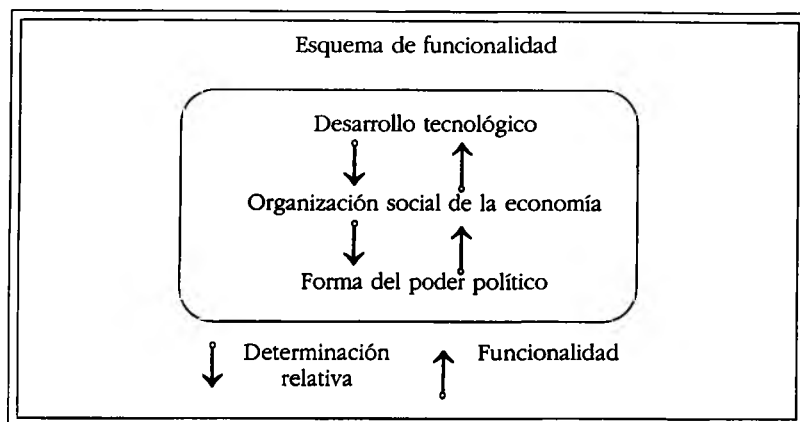 Esquema de funcionalidad
Desarrollo tecnológico
Organización social de la economía
Forma del poder político
Determinación
relativa
Funcionalidad